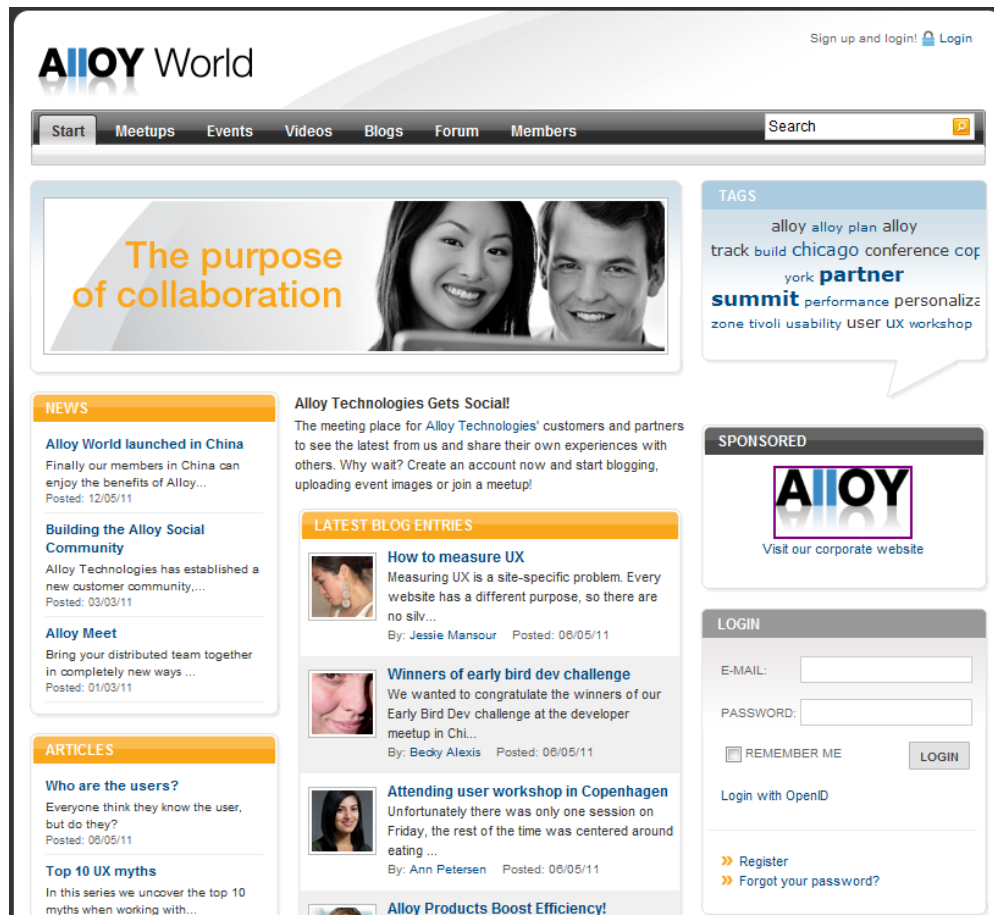 Sign up and login! Login
AllOY World
Start Meetups Events Videos Blogs Forum Members
Search
The purpose
of collaboration
TAGS
alloy alloy plan alloy
track build chicago conference cop
york partner
summit performance personaliza
zone tivoli usability user ux workshop
NEWS
Alloy World launched in China
Finally our members in China can
enjoy the benefits of Alloy...
Posted: 12/05/11
Building the Alloy Social
Community
Alloy Technologies has established a
new customer community,...
Posted: 03/03/11
Alloy Meet
Bring your distributed team together
in completely new ways ...
Posted: 01/03/11
ARTICLES
Who are the users?
Everyone think they know the user,
but do they?
Posted: 06/05/11
Top 10 UX myths
In this series we uncover the top 10
myths when working with...
Alloy Technologies Gets Social!
The meeting place for Alloy Technologies' customers and partners
to see the latest from us and share their own experiences with
others. Why wait? Create an account now and start blogging,
uploading event images or join a meetup!
LATEST BLOG ENTRIES
How to measure UX
Measuring UX is a site-specific problem. Every
website has a different purpose, so there are
no silv...
By: Jessie Mansour Posted: 06/05/11
Winners of early bird dev challenge
We wanted to congratulate the winners of our
Early Bird Dev challenge at the developer
meetup in Chi...
By: Becky Alexis Posted: 06/05/11
Attending user workshop in Copenhagen
Unfortunately there was only one session on
Friday, the rest of the time was centered around
eating ...
By: Ann Petersen Posted: 06/05/11
Alloy Products Boost Efficiency!
SPONSORED
AllOY
Visit our corporate website
LOGIN
E-MAIL:
PASSWORD:
REMEMBER ME
LOGIN
Login with OpenID
Register
Forgot your password?